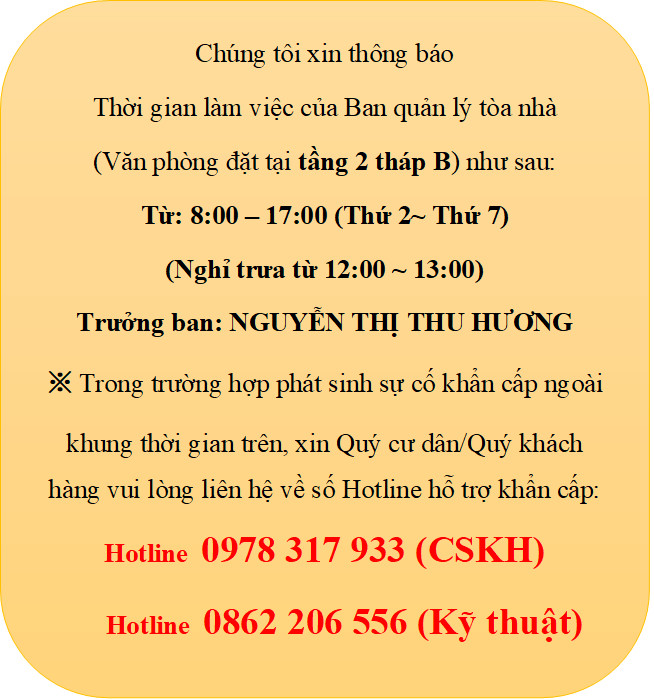 Chúng tôi xin thông báo
Thời gian làm việc của Ban quản lý tòa nhà
(Văn phòng đặt tại tầng 2 tháp B) như sau:
Từ: 8:00 – 17:00 (Thứ 2~ Thứ 7)
(Nghỉ trưa từ 12:00 ~ 13:00)
Trưởng ban: NGUYỄN THỊ THU HƯƠNG
※ Trong trường hợp phát sinh sự cố khẩn cấp ngoài
khung thời gian trên, xin Quý cư dân/Quý khách
hàng vui lòng liên hệ về số Hotline hỗ trợ khẩn cấp:
Hotline 0978 317 933 (CSKH)
Hotline 0862 206 556 (Kỹ thuật)